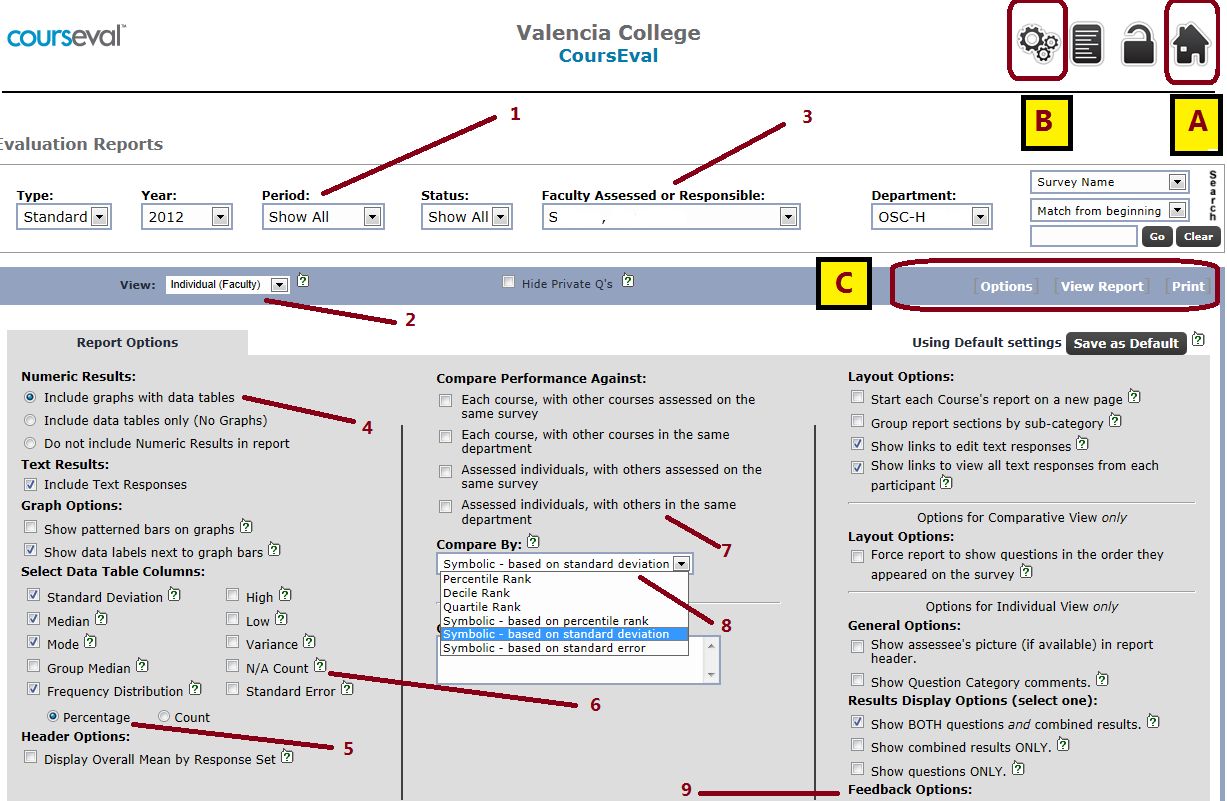 coursEval™
Valencia College
CoursEval
B
A
1
3
Evaluation Reports
Type:
Standard
Year:
2012
Period:
Show All
Status:
Show All
Faculty Assessed or Responsible:
S ,
Department:
OSC-H
Survey Name
Match from beginning
Go
Clear
Search
View:
Individual (Faculty)
?
Hide Private Q's
?
C
[ Options ]
[ View Report ]
[ Print ]
2
Report Options
Using Default settings
Save as Default
?
Numeric Results:
Include graphs with data tables
Include data tables only (No Graphs)
4
Do not include Numeric Results in report
Text Results:
Include Text Responses
Graph Options:
Show patterned bars on graphs ?
Show data labels next to graph bars ?
Select Data Table Columns:
Standard Deviation ?
High ?
Median ?
Low ?
Mode ?
Variance ?
Group Median ?
N/A Count ?
6
Frequency Distribution ?
Standard Error ?
Percentage
Count
5
Header Options:
Display Overall Mean by Response Set ?
Compare Performance Against:
Each course, with other courses assessed on the
same survey
Each course, with other courses in the same
department
Assessed individuals, with others assessed on the
same survey
Assessed individuals, with others in the same
department
7
Compare By: ?
Symbolic - based on standard deviation
Percentile Rank
Decile Rank
Quartile Rank
Symbolic - based on percentile rank
Symbolic - based on standard deviation
Symbolic - based on standard error
8
Layout Options:
Start each Course's report on a new page ?
Group report sections by sub-category ?
Show links to edit text responses ?
Show links to view all text responses from each
participant ?
Options for Comparative View only
Layout Options:
Force report to show questions in the order they
appeared on the survey ?
Options for Individual View only
General Options:
Show assessee's picture (if available) in report
header.
Show Question Category comments. ?
Results Display Options (select one):
Show BOTH questions and combined results. ?
Show combined results ONLY. ?
Show questions ONLY. ?
9
Feedback Options: